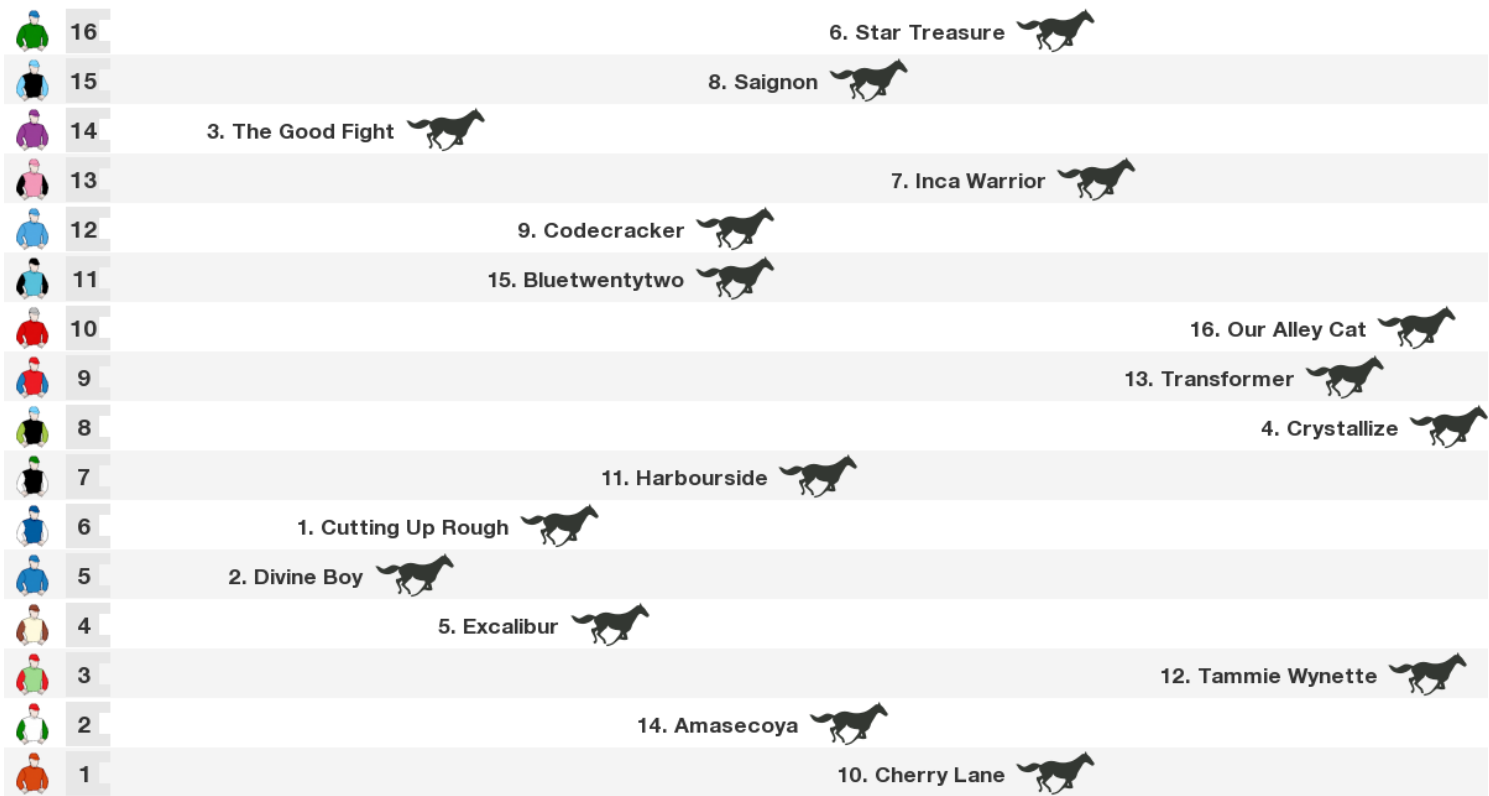 16 6. Star Treasure
15 8. Saignon
14 3. The Good Fight
13 7. Inca Warrior
12 9. Codecracker
11 15. Bluetwentytwo
10 16. Our Alley Cat
9 13. Transformer
8 4. Crystallize
7 11. Harbourside
6 1. Cutting Up Rough
5 2. Divine Boy
4 5. Excalibur
3 12. Tammie Wynette
2 14. Amasecoya
1 10. Cherry Lane